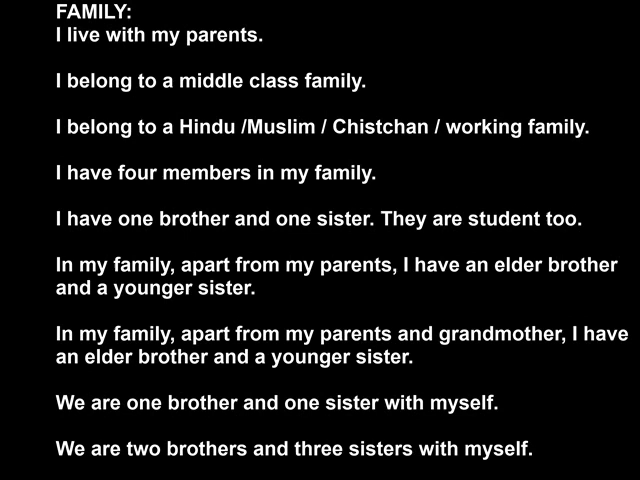 FAMILY:
I live with my parents.
I belong to a middle class family.
I belong to a Hindu /Muslim / Chistchan / working family.
I have four members in my family.
I have one brother and one sister. They are student too.
In my family, apart from my parents, I have an elder brother
and a younger sister.
In my family, apart from my parents and grandmother, I have
an elder brother and a younger sister.
We are one brother and one sister with myself.
We are two brothers and three sisters with myself.